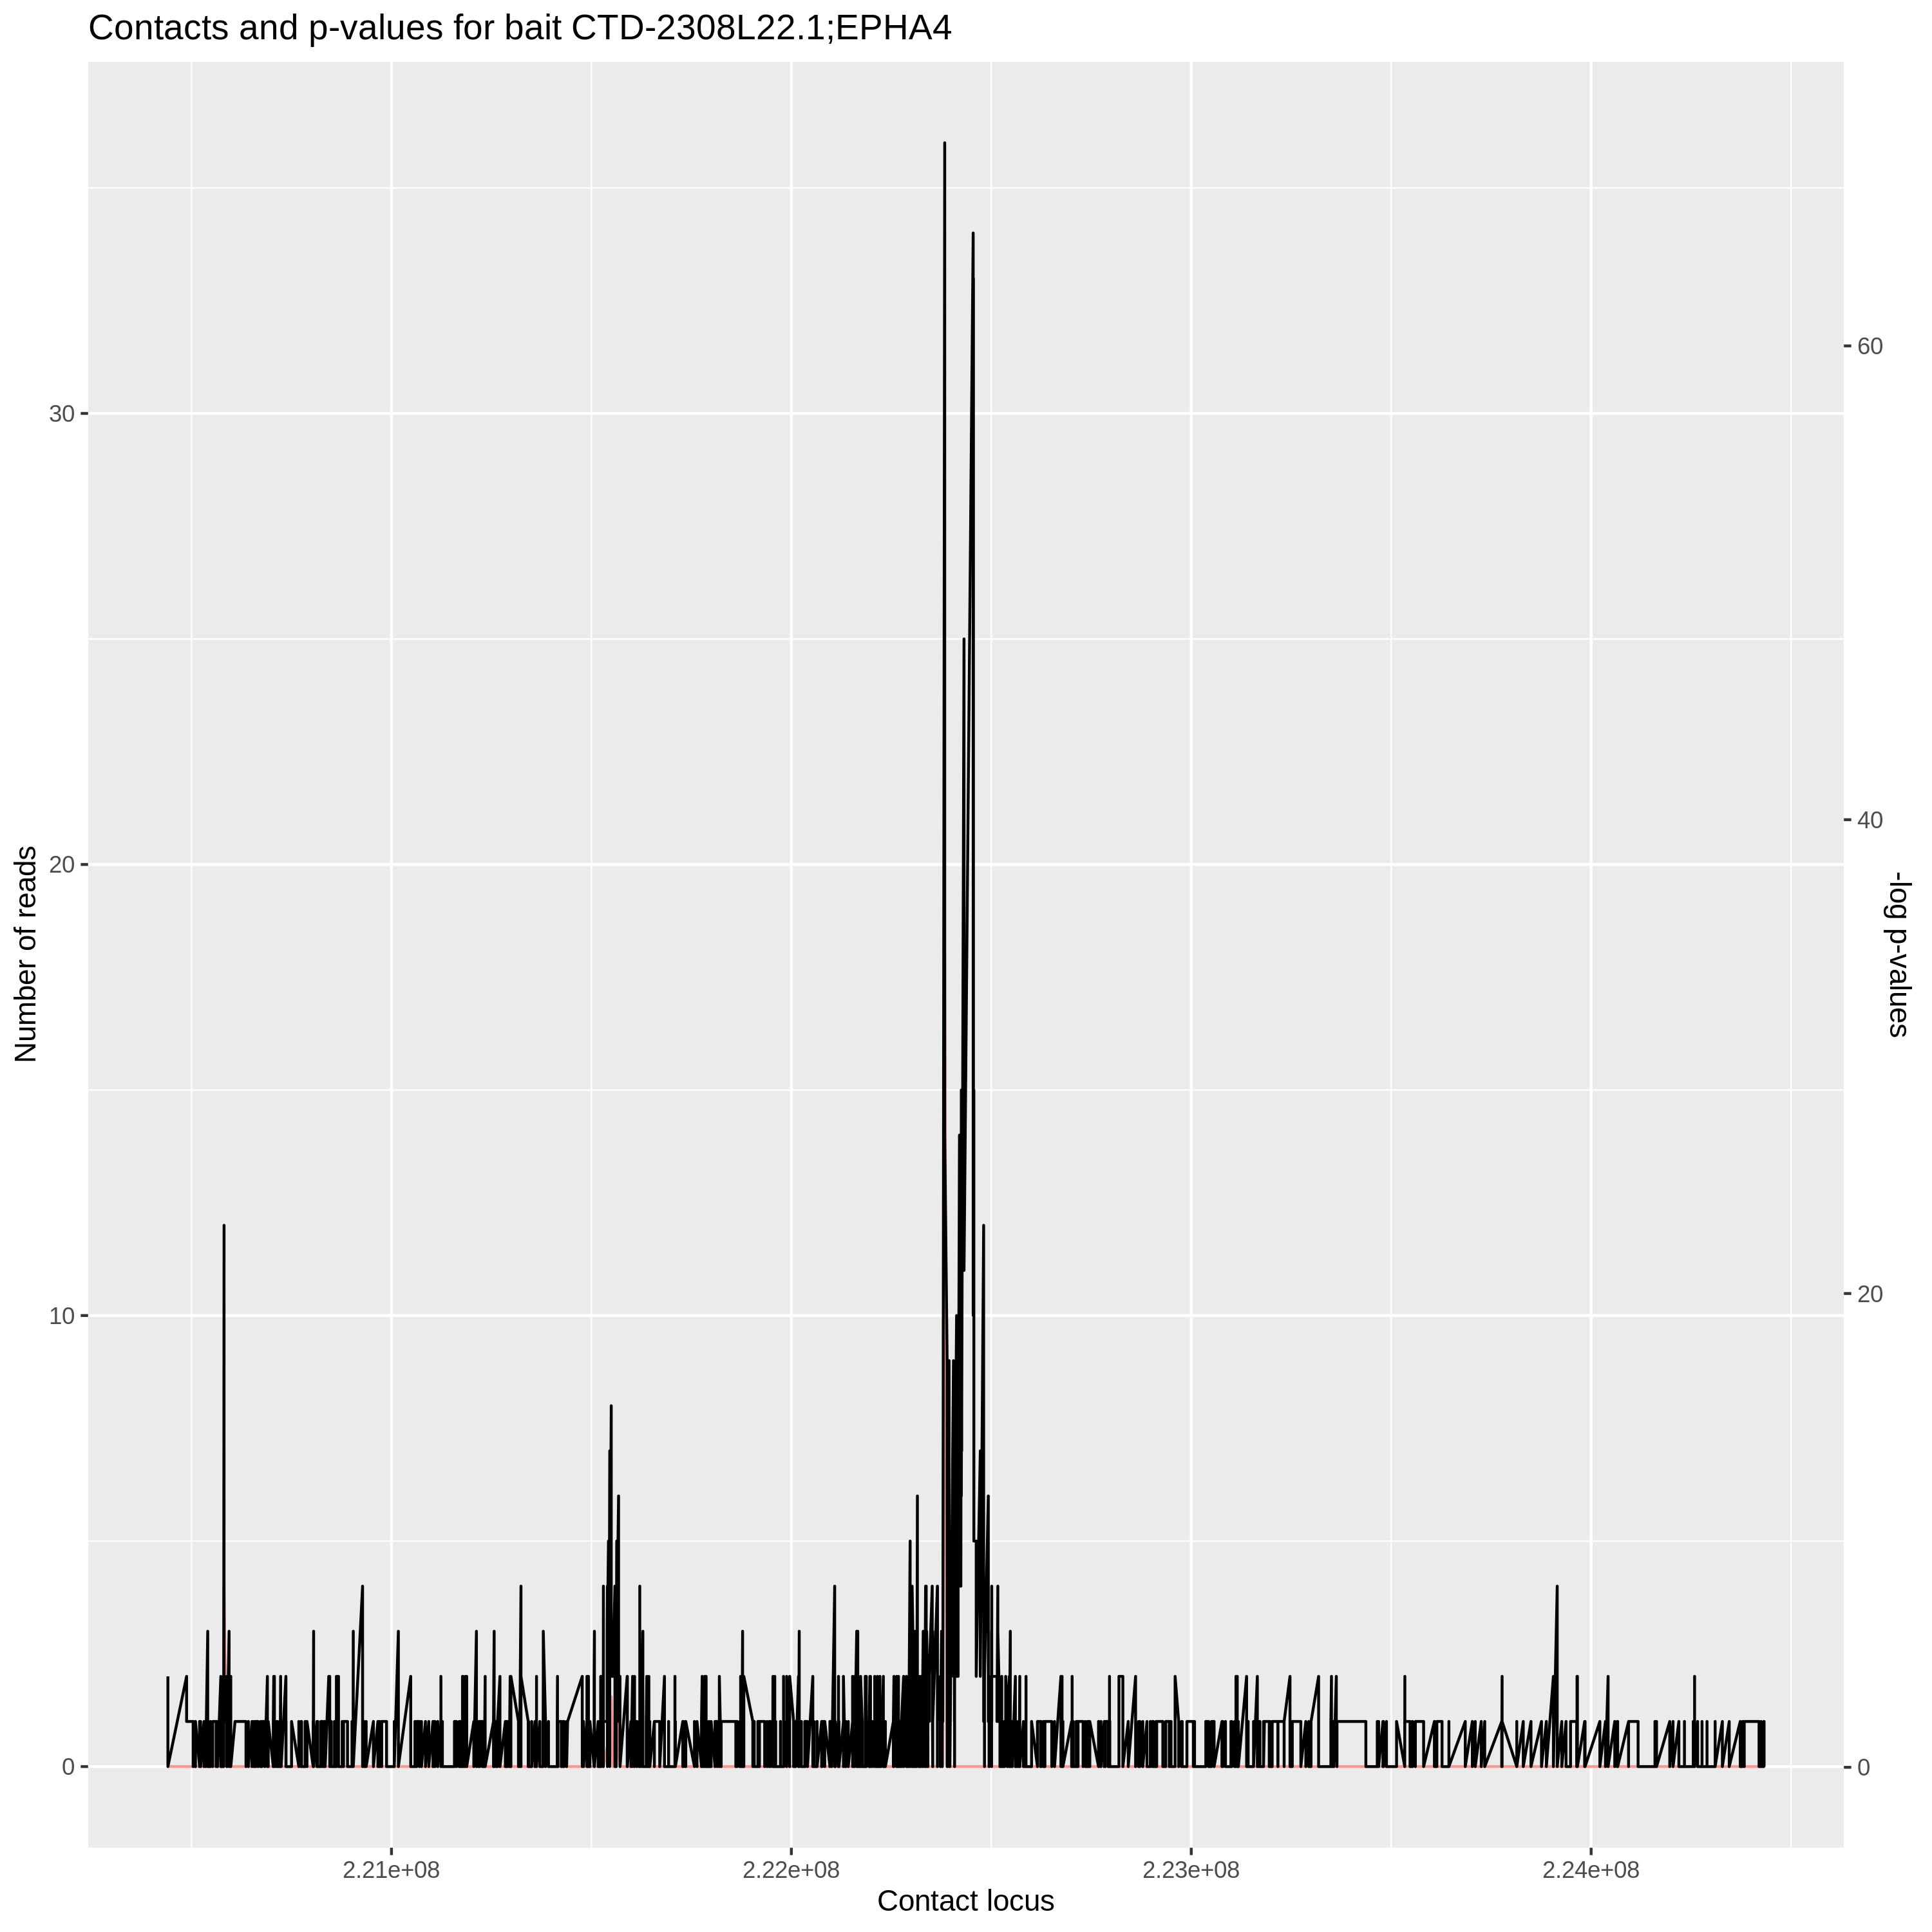 Contacts and p-values for bait CTD-2308L22.1;EPHA4
30
20
10
0
Number of reads
60
40
20
0
-log p-values
2.21e+08
2.22e+08
2.23e+08
2.24e+08
Contact locus